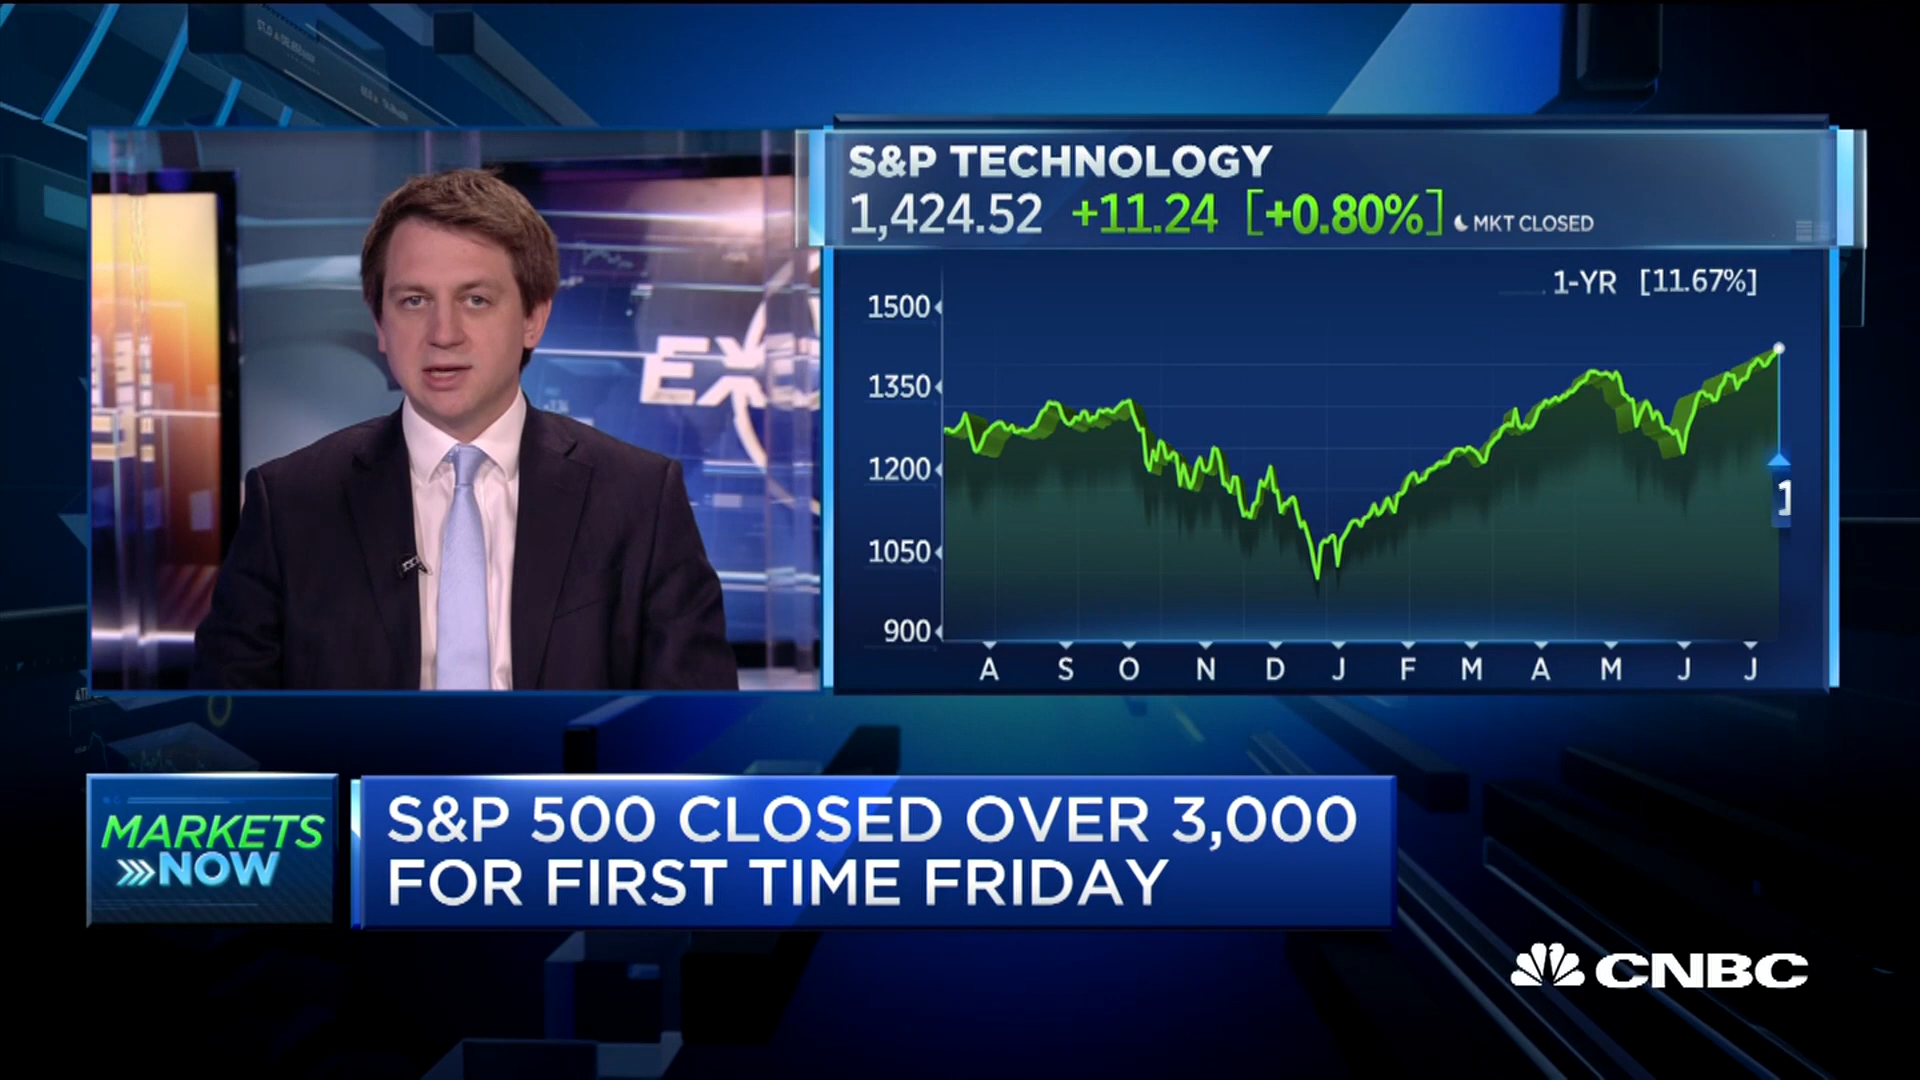 S&P TECHNOLOGY
1,424.52 +11.24 [+0.80%] MKT CLOSED
1-YR [11.67%]
1500
1350
1200
1050
900
A S O N D J F M A M J J
MARKETS
NOW
S&P 500 CLOSED OVER 3,000
FOR FIRST TIME FRIDAY
CNBC